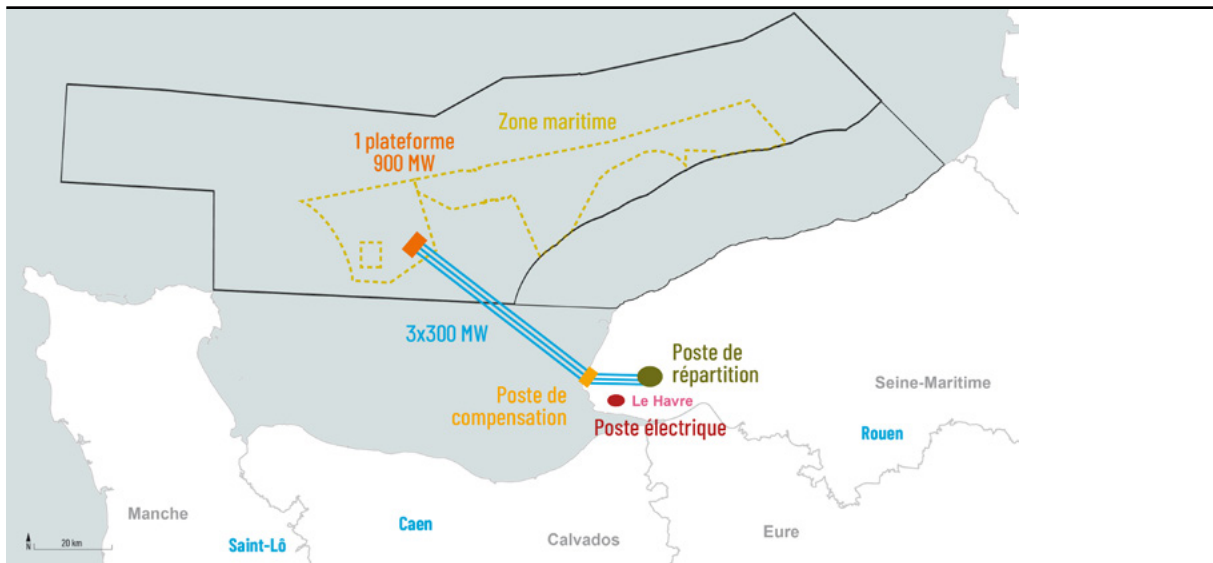 Zone maritime
1 plateforme
900 MW
3x300 MW
Poste de
répartition
Poste de
compensation
Le Havre
Poste électrique
Seine-Maritime
Rouen
Manche
Saint-Lô
Caen
Calvados
Eure
N
20 km